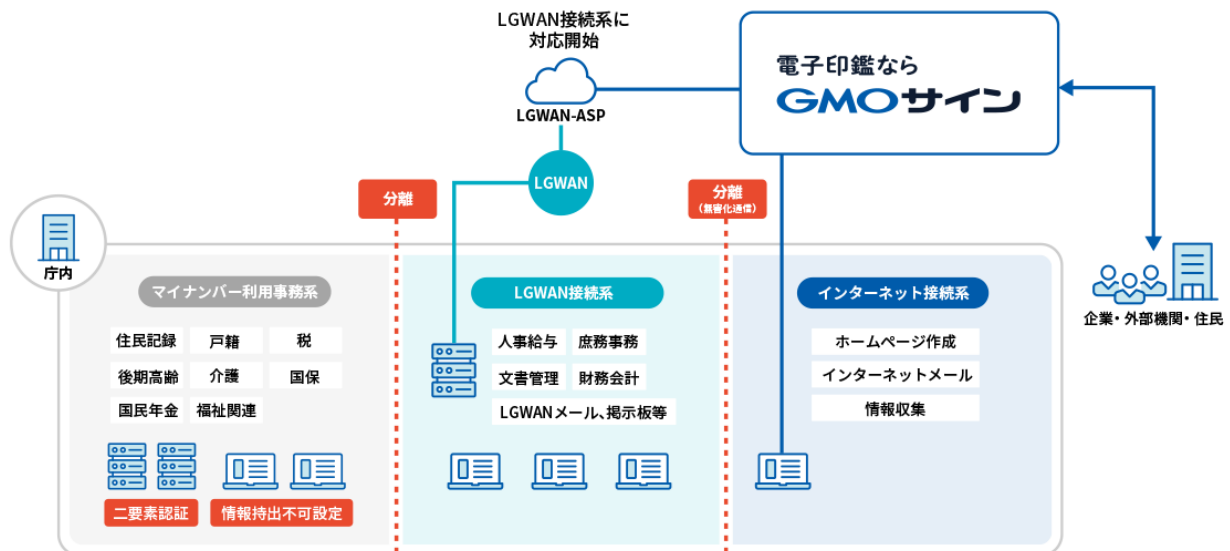 LGWAN接続系に
対応開始
LGWAN-ASP
電子印鑑なら
GMOサイン
LGWAN
分離
分離
(無害化通信)
庁内
マイナンバー利用事務系
住民記録 戸籍 税
後期高齢 介護 国保
国民年金 福祉関連
二要素認証 情報持出不可設定
LGWAN接続系
人事給与 庶務事務
文書管理 財務会計
LGWANメール、掲示板等
インターネット接続系
ホームページ作成
インターネットメール
情報収集
企業・外部機関・住民